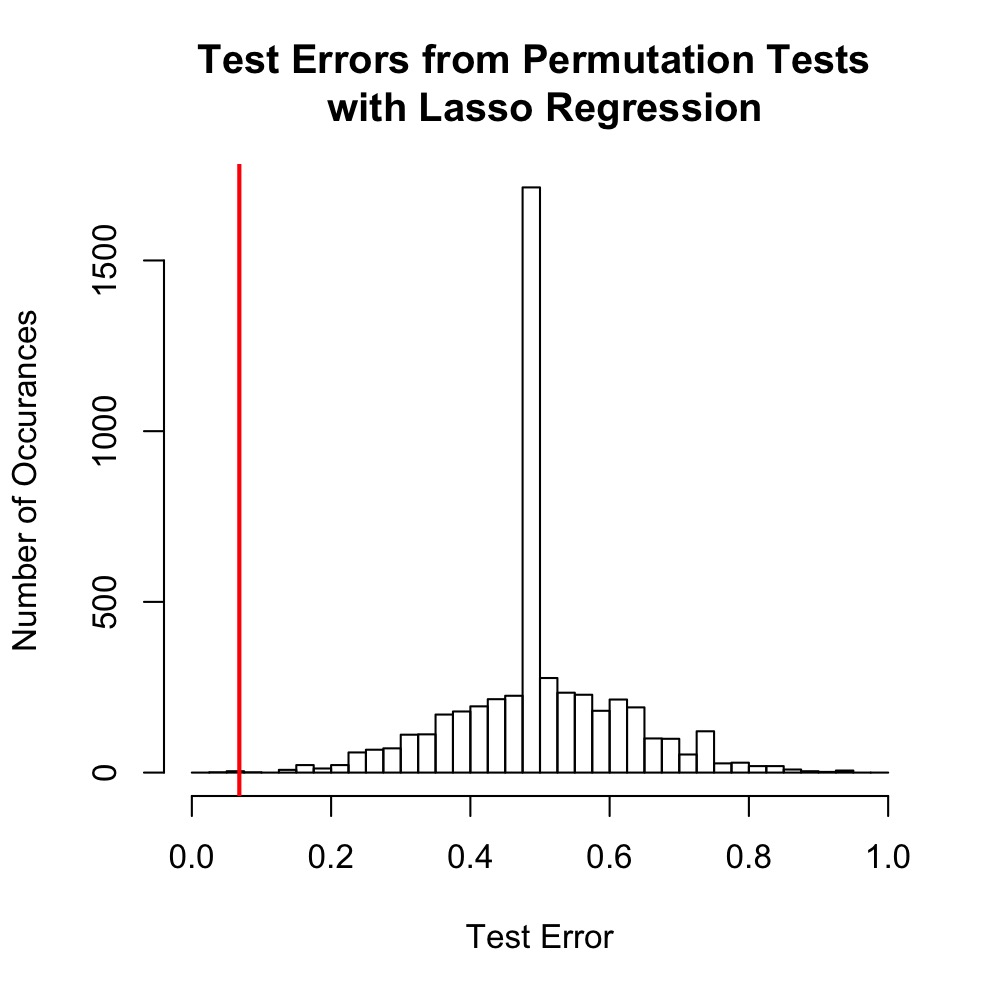 Test Errors from Permutation Tests
with Lasso Regression
Number of Occurances
1500
1000
500
0
0.0 0.2 0.4 0.6 0.8 1.0
Test Error